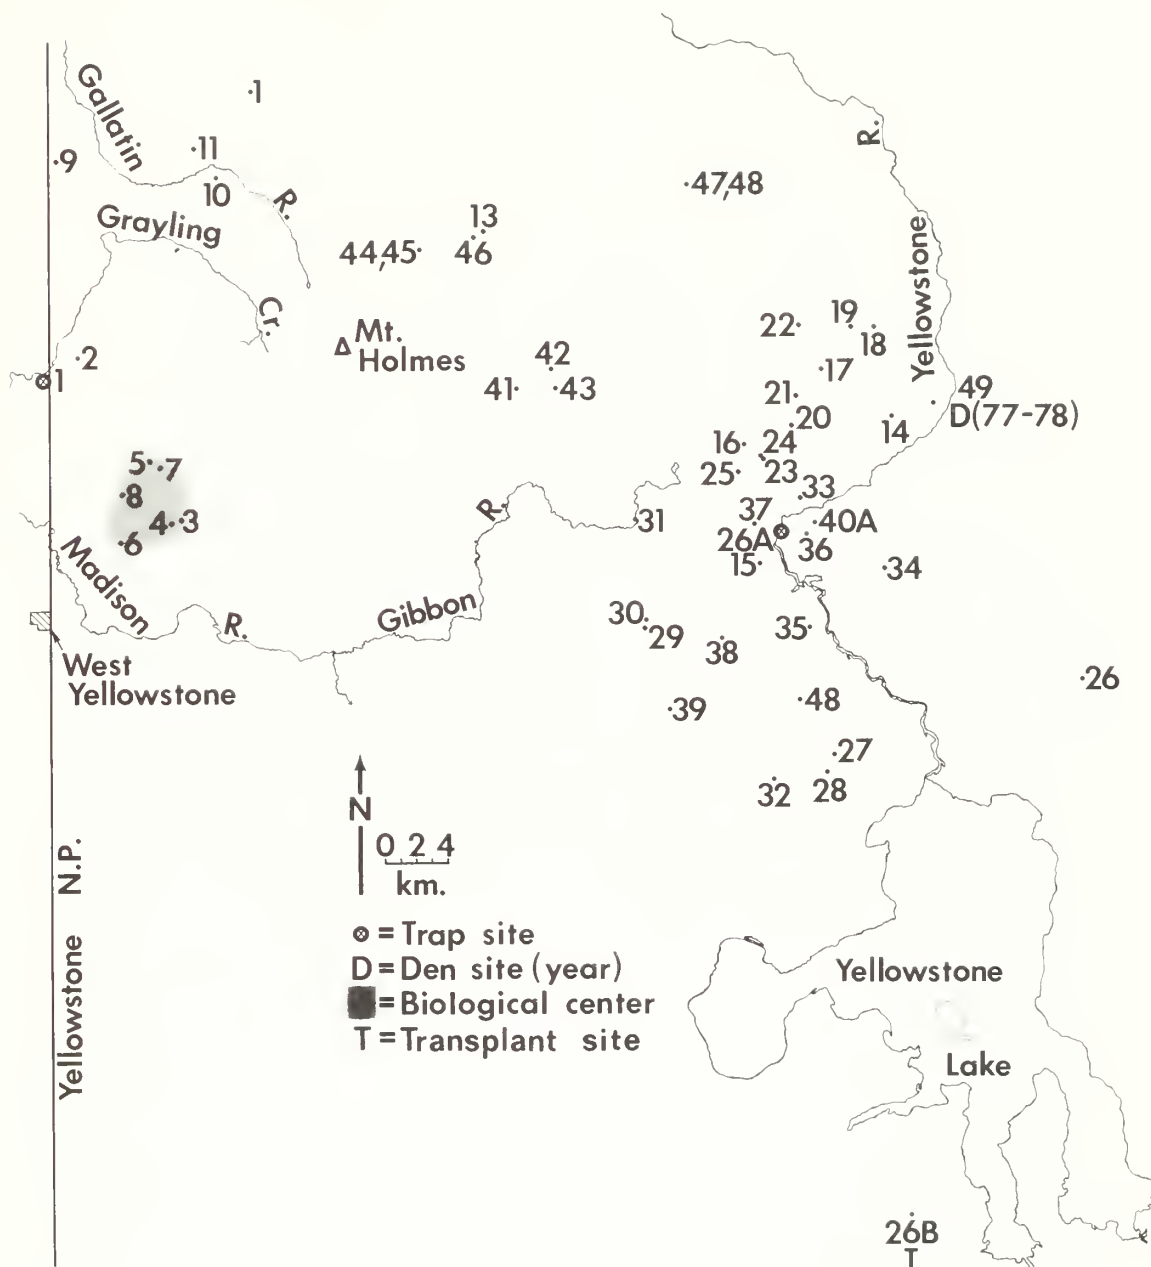 Gallatin
R.
1
9
11
10
Grayling
Cr.
13
44,45
46
47,48
R.
Yellowstone
2
1
Mt.
Holmes
42
41
43
22
19
18
17
21
20
49
D(77-78)
14
16
24
25
23
33
37
40A
26A
36
15
34
5
7
8
4
3
6
31
Madison
R.
Gibbon
R.
West
Yellowstone
30
29
38
35
26
39
48
27
32
28
N
0 2 4
km.
Yellowstone N.P.
⊗ = Trap site
D = Den site (year)
= Biological center
T = Transplant site
Yellowstone
Lake
26B
T